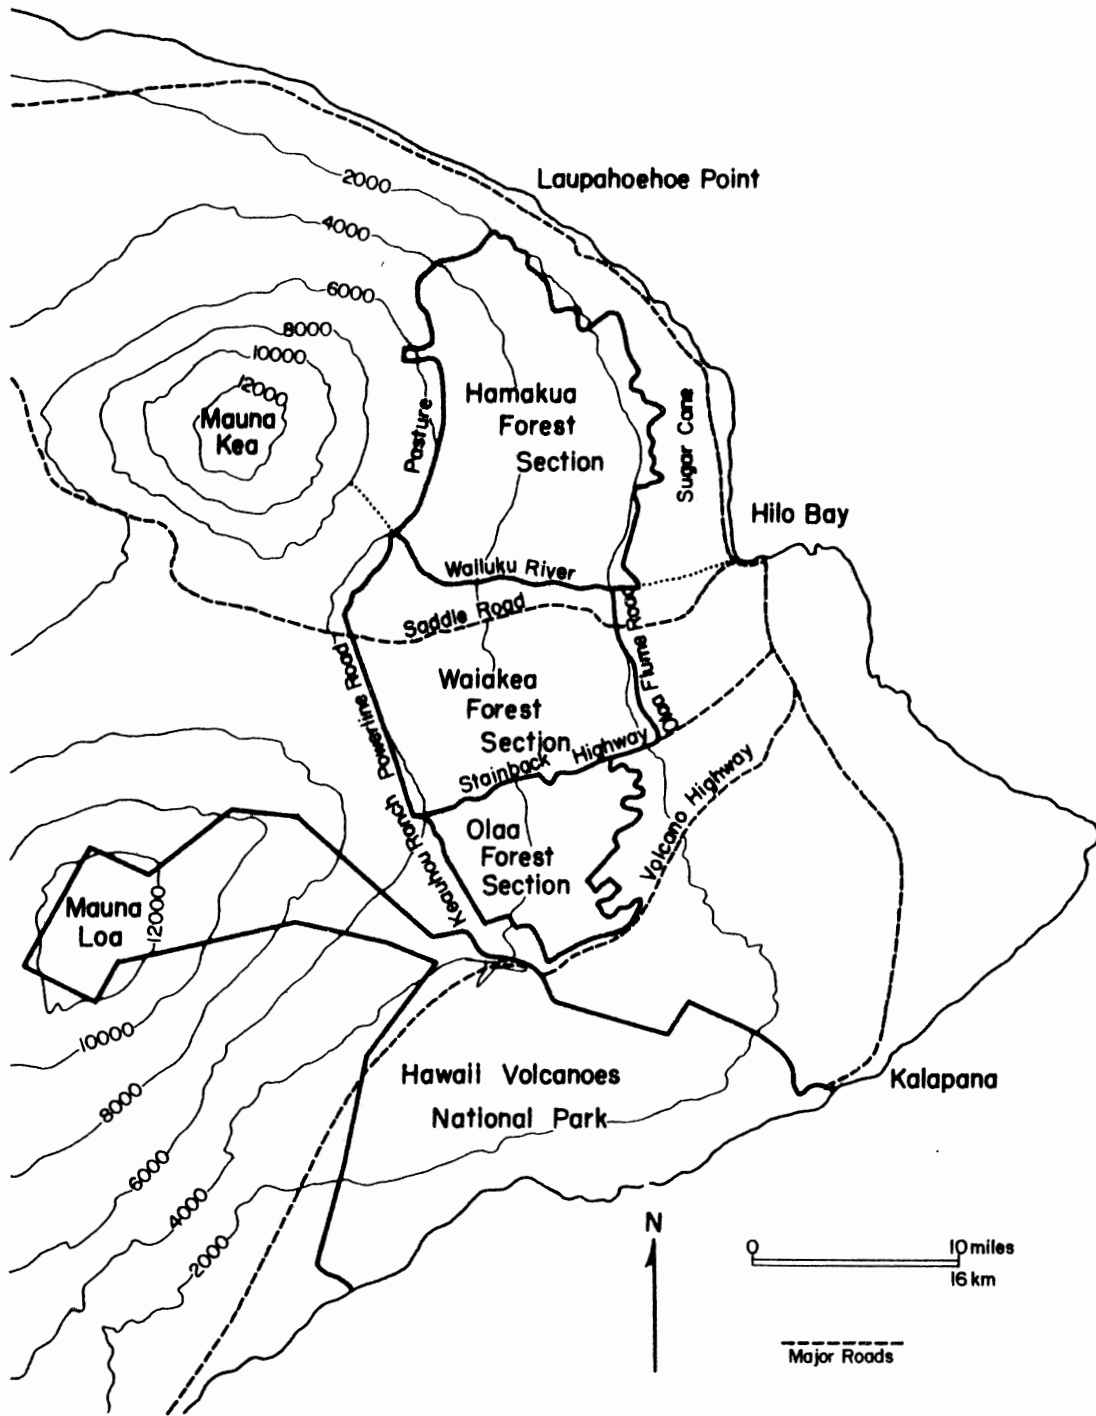 Laupahoehoe Point
2000
4000
6000
8000
10000
12000
Mauna
Kea
Pasture
Hamakua
Forest
Section
Sugar Cane
Hilo Bay
Wailuku River
Saddle Road
Powerline Road
Waiakea
Forest
Section
Olaa Flume Road
Stainback Highway
Keauhou Ranch
Olaa
Forest
Section
Volcano Highway
Mauna
Loa
12000
10000
8000
6000
4000
2000
Hawaii Volcanoes
National Park
Kalapana
N
0 10 miles
16 km
Major Roads